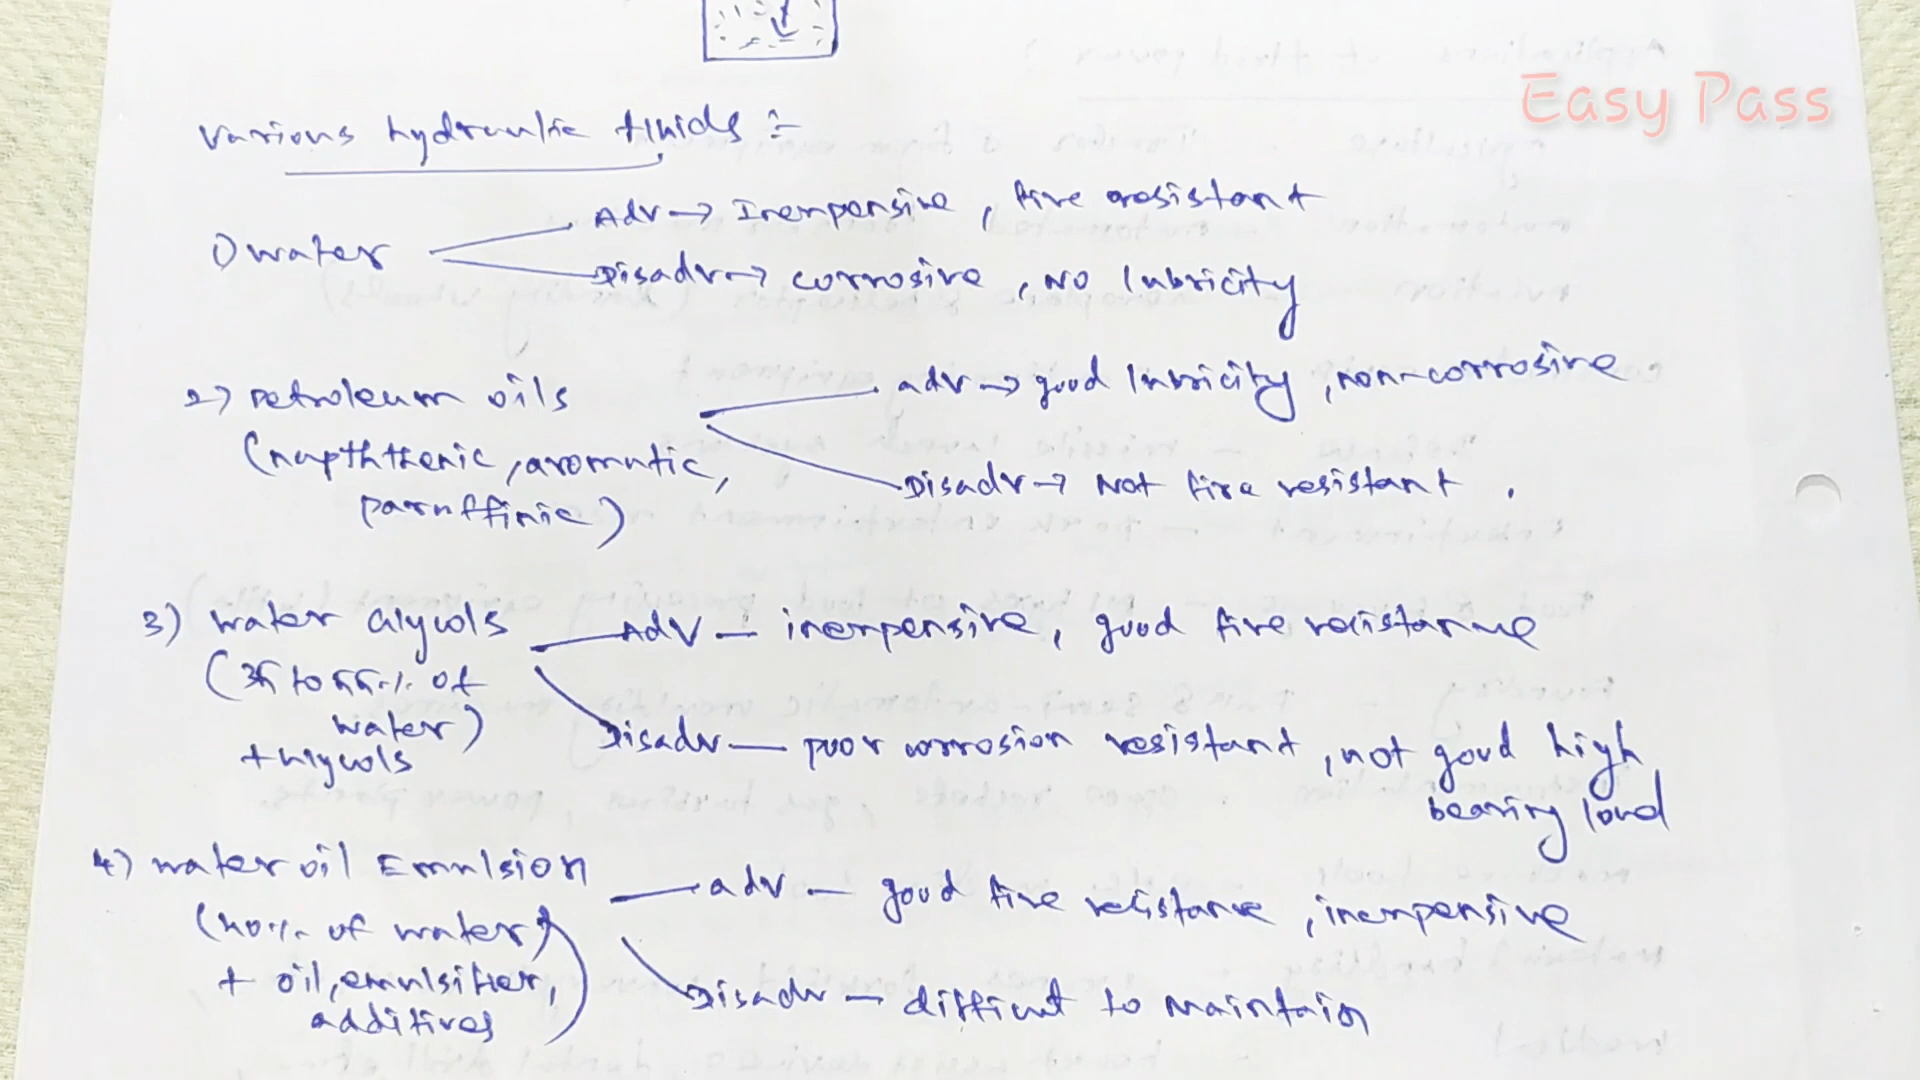 Easy Pass
Various hydraulic fluids :-
1) water
Adv → Inexpensive, fire resistant
Disadv → corrosive, No lubricity
2) Petroleum oils
(napththenic, aromatic,
paraffinic)
adv → good lubricity, non-corrosive
Disadv → Not fire resistant.
3) Water Glycols
(35 to 55% of
water)
+ Glycols
Adv — inexpensive, good fire resistance
Disadv — poor corrosion resistant, not good high
bearing load
4) water oil Emulsion
(40% of water)
+ oil, emulsifier,
additives)
adv — good fire resistance, inexpensive
Disadv — difficult to maintain